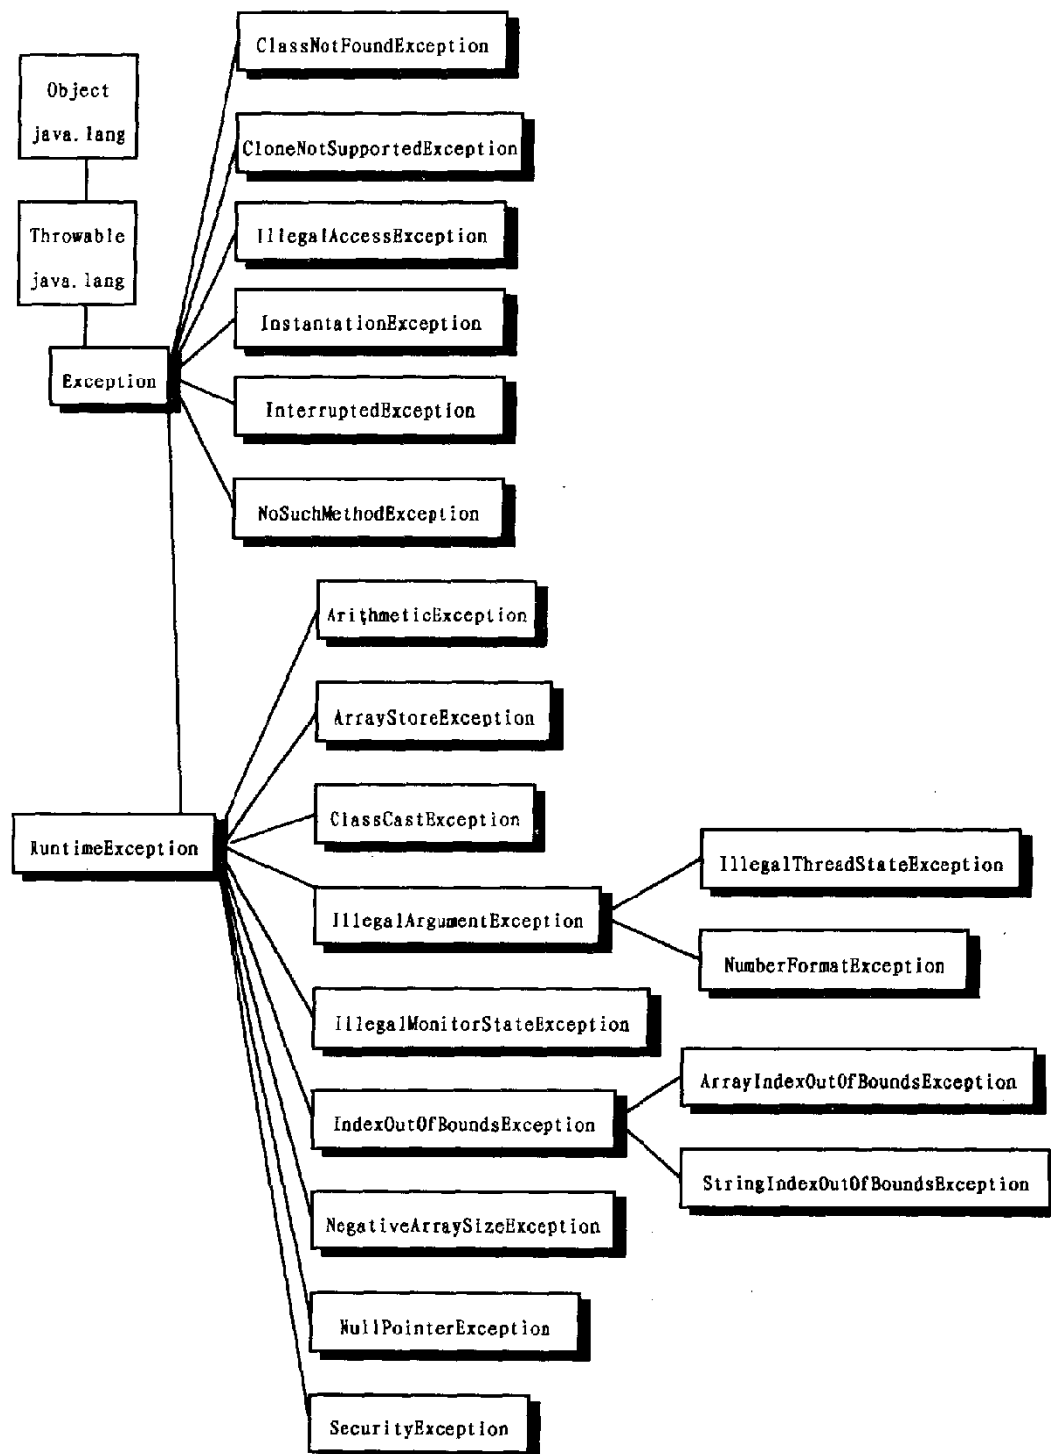 Object
java.lang
Throwable
java.lang
Exception
ClassNotFoundException
CloneNotSupportedException
IllegalAccessException
InstantationException
InterruptedException
NoSuchMethodException
RuntimeException
ArithmeticException
ArrayStoreException
ClassCastException
IllegalArgumentException
IllegalThreadStateException
NumberFormatException
IllegalMonitorStateException
IndexOutOfBoundsException
ArrayIndexOutOfBoundsException
StringIndexOutOfBoundsException
NegativeArraySizeException
NullPointerException
SecurityException